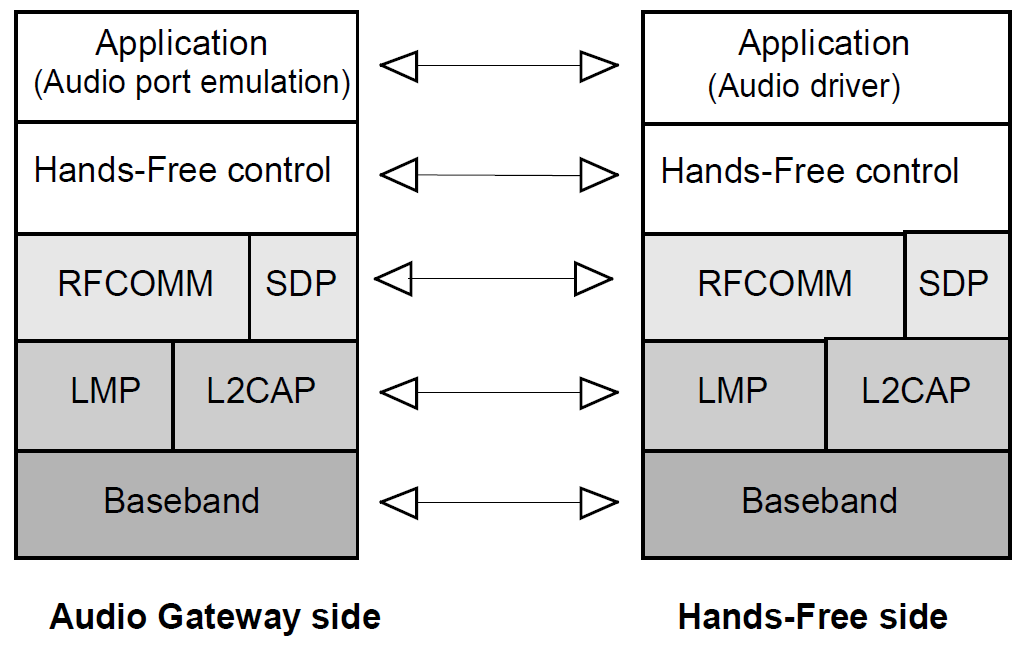 Application
(Audio port emulation)
Hands-Free control
RFCOMM
SDP
LMP
L2CAP
Baseband
Audio Gateway side
Application
(Audio driver)
Hands-Free control
RFCOMM
SDP
LMP
L2CAP
Baseband
Hands-Free side